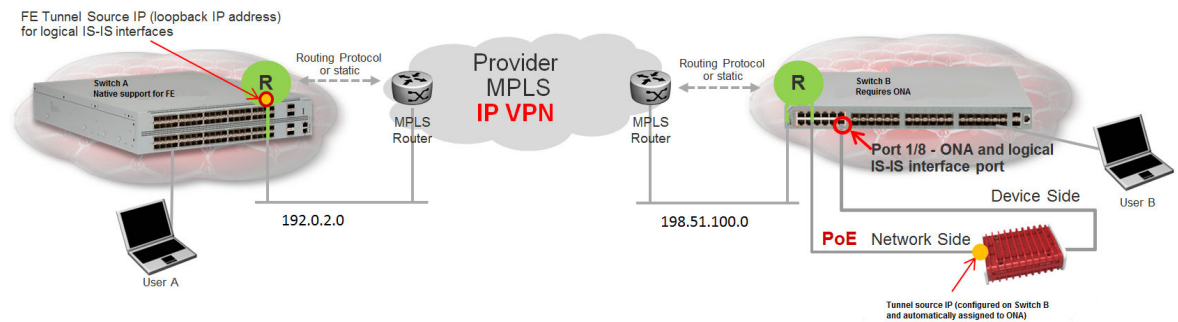 FE Tunnel Source IP (loopback IP address)
for logical IS-IS interfaces
Switch A
Native support for FE
R
Routing Protocol
or static
MPLS
Router
Provider
MPLS
IP VPN
Routing Protocol
or static
MPLS
Router
R
Switch B
Requires ONA
Port 1/8 - ONA and logical
IS-IS interface port
User B
Device Side
192.0.2.0
198.51.100.0
PoE Network Side
User A
Tunnel source IP (configured on Switch B
and automatically assigned to ONA)